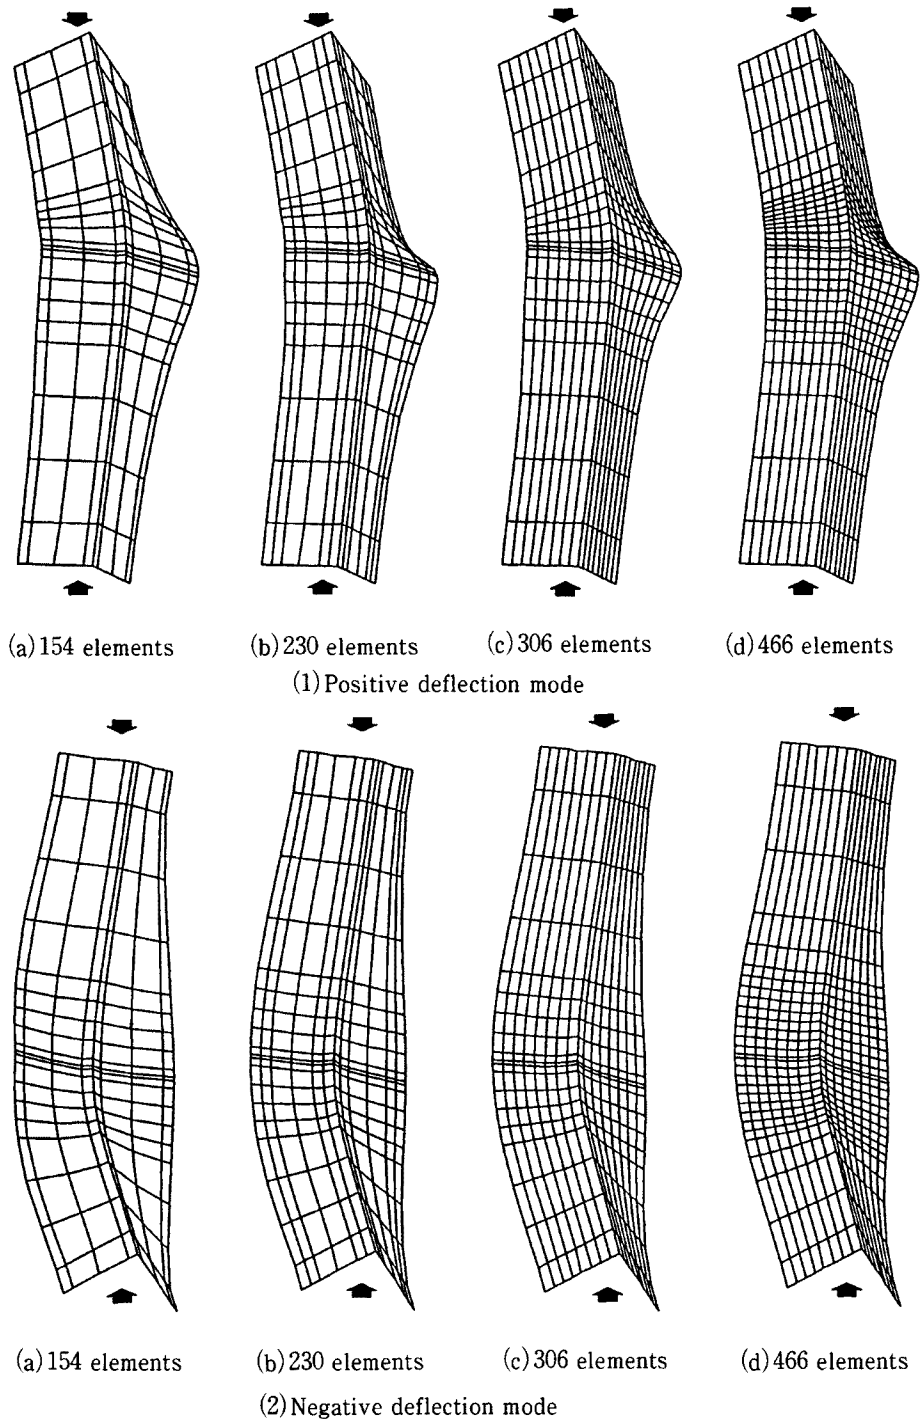 (a)154 elements (b)230 elements (c)306 elements (d)466 elements
(1)Positive deflection mode
(a)154 elements (b)230 elements (c)306 elements (d)466 elements
(2)Negative deflection mode